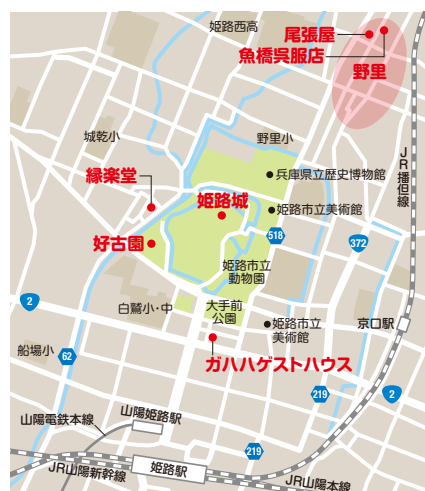 姫路西高
尾張屋
魚橋呉服店
野里
城乾小
野里小
JR播但線
兵庫県立歴史博物館
縁楽堂
姫路城
姫路市立美術館
518
372
好古園
姫路市立
動物園
2
白鷺小・中
大手前
公園
姫路市立
美術館
京口駅
船場小
62
ガハハゲストハウス
219
2
山陽姫路駅
山陽電鉄本線
219
姫路駅
JR山陽新幹線
JR山陽本線